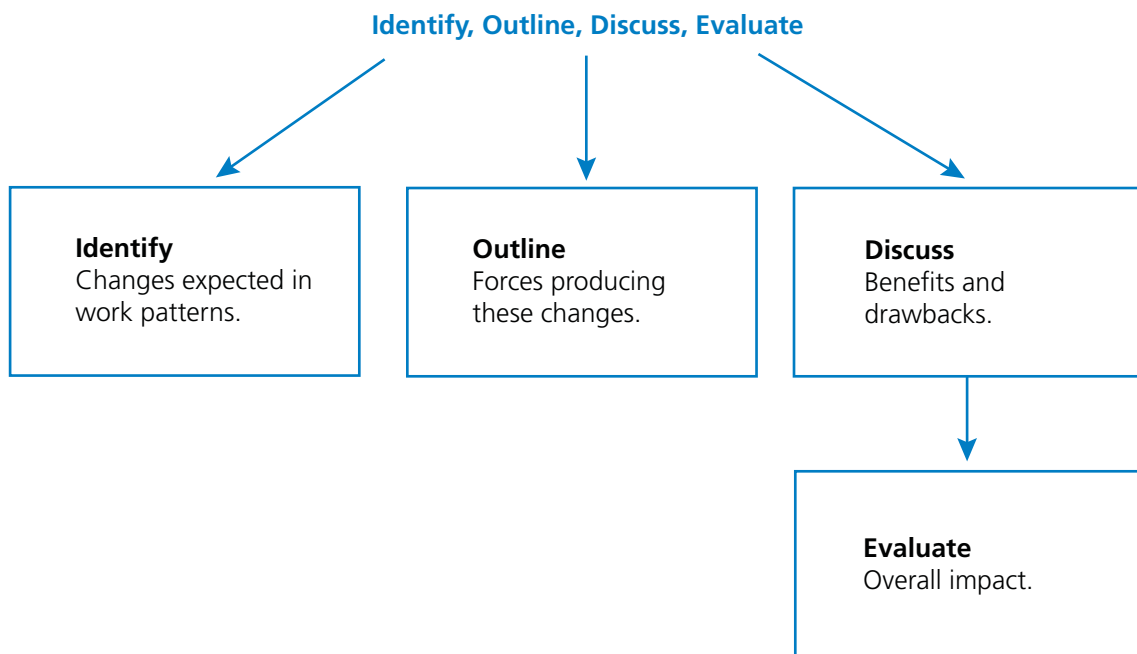 Identify, Outline, Discuss, Evaluate
Identify
Changes expected in
work patterns.
Outline
Forces producing
these changes.
Discuss
Benefits and
drawbacks.
Evaluate
Overall impact.